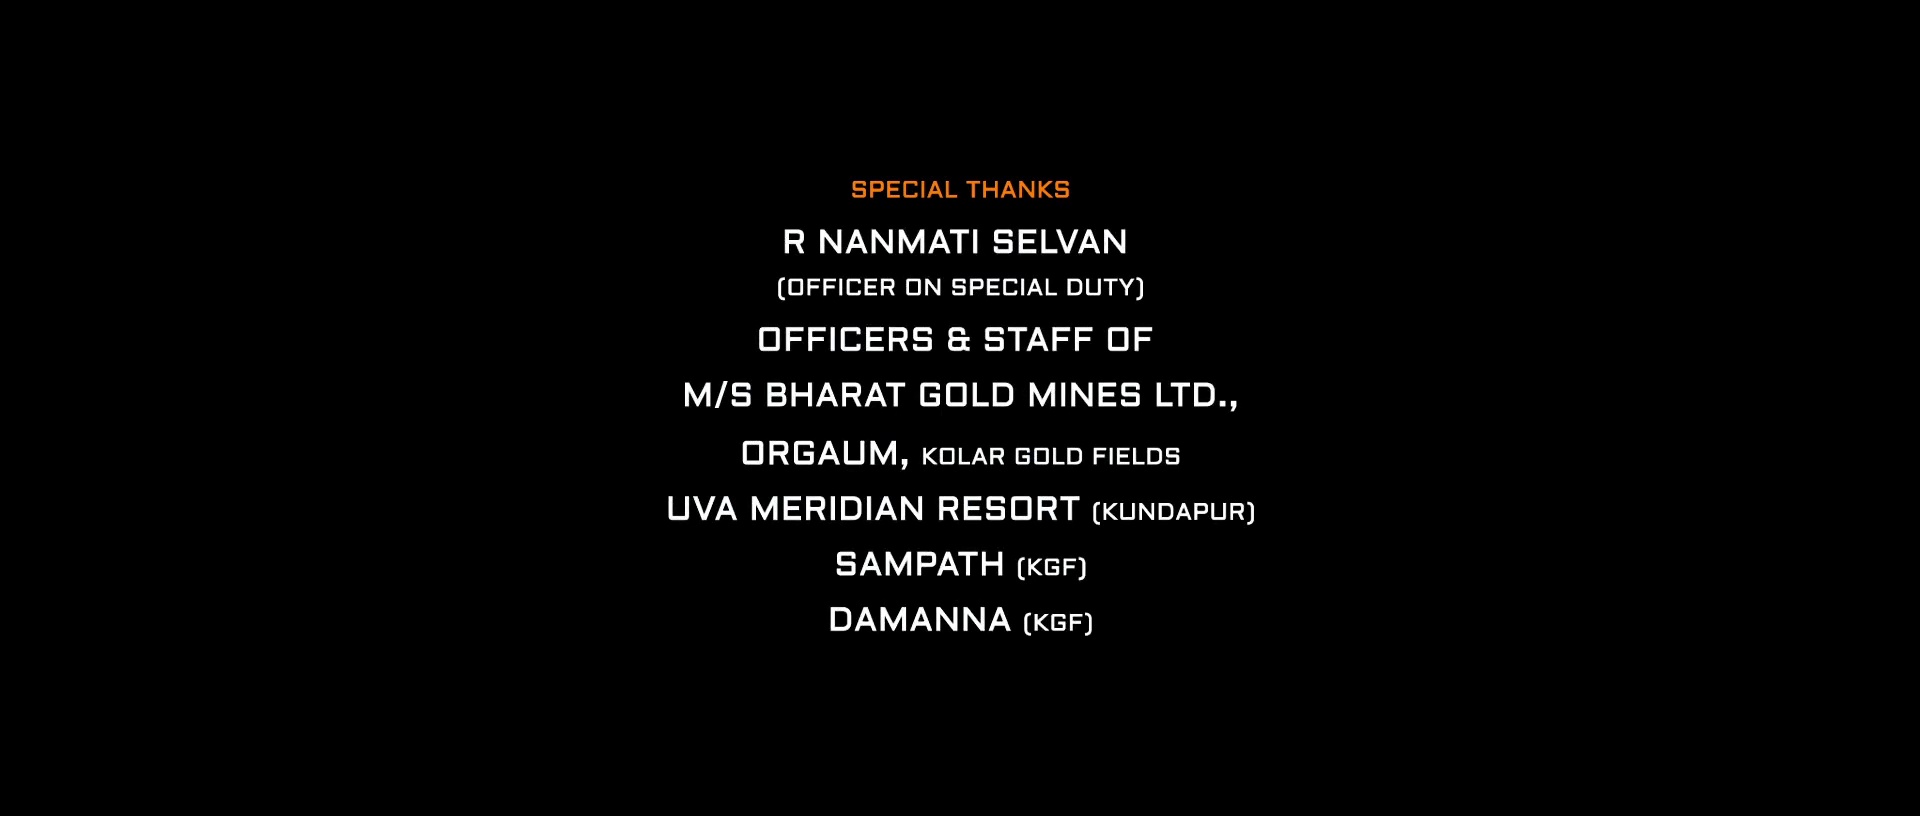 SPECIAL THANKS
R NANMATI SELVAN
(OFFICER ON SPECIAL DUTY)
OFFICERS & STAFF OF
M/S BHARAT GOLD MINES LTD.,
ORGAUM, KOLAR GOLD FIELDS
UVA MERIDIAN RESORT (KUNDAPUR)
SAMPATH (KGF)
DAMANNA (KGF)